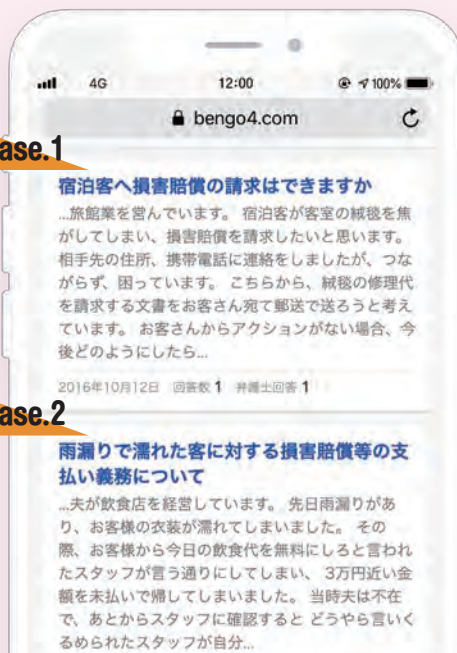 4G 12:00 100%
bengo4.com
ase.1
宿泊客へ損害賠償の請求はできますか
...旅館業を営んでいます。 宿泊客が客室の絨毯を焦
がしてしまい、損害賠償を請求したいと思います。
相手先の住所、携帯電話に連絡をしましたが、つな
がらず、困っています。 こちらから、絨毯の修理代
を請求する文書をお客さん宛て郵送で送ろうと考え
ています。 お客さんからアクションがない場合、今
後どのようにしたら...
2016年10月12日 回答数 1 弁護士回答 1
ase.2
雨漏りで濡れた客に対する損害賠償等の支
払い義務について
...夫が飲食店を経営しています。 先日雨漏りがあ
り、お客様の衣装が濡れてしまいました。 その
際、お客様から今日の飲食代を無料にしろと言われ
たスタッフが言う通りにしてしまい、 3万円近い金
額を未払いで帰してしまいました。 当時夫は不在
で、あとからスタッフに確認すると どうやら言いく
るめられたスタッフが自分...